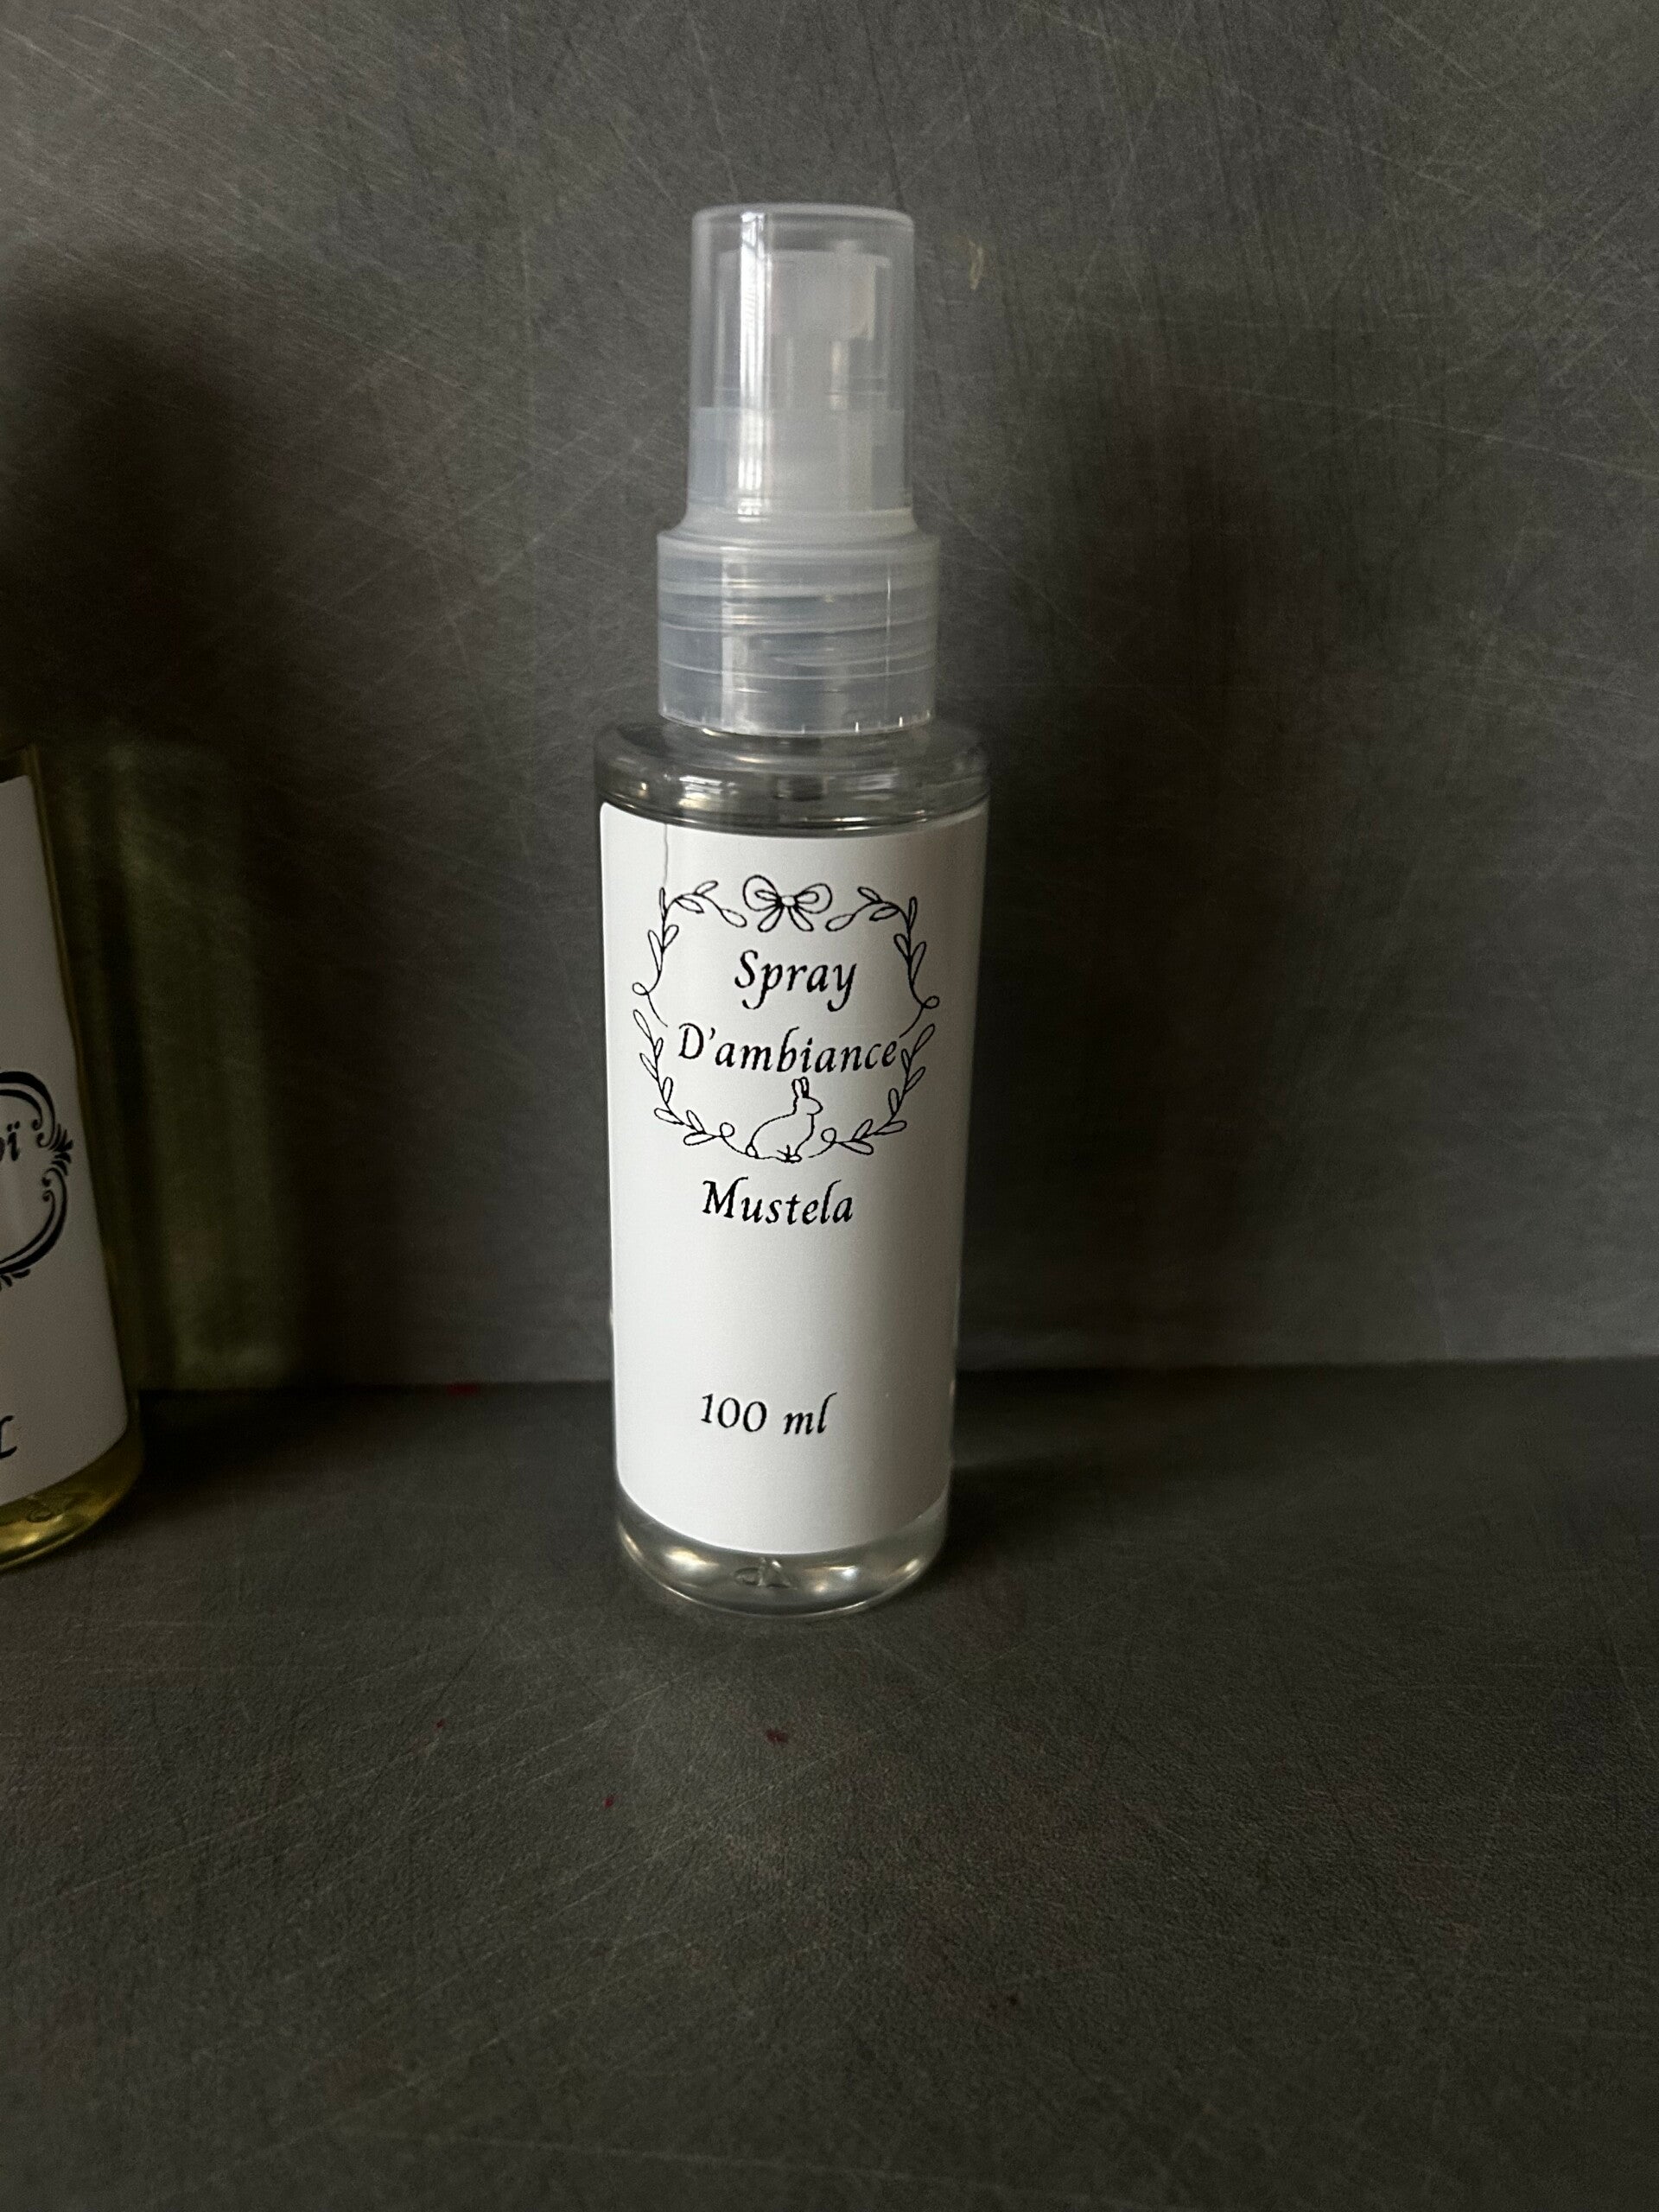 Spray
D'ambiance
Mustela
100 ml